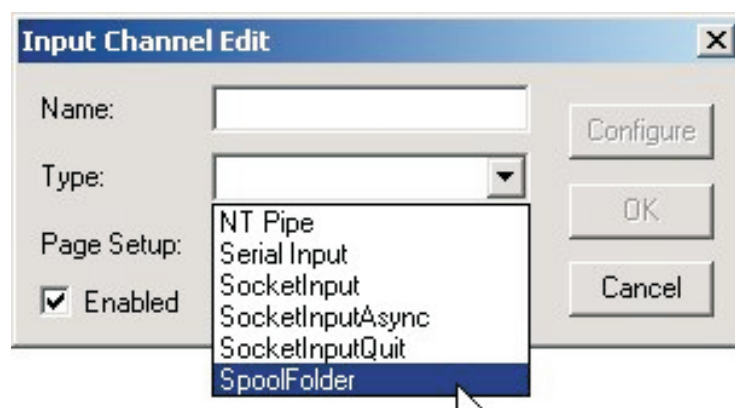 Input Channel Edit
Name:
Configure
Type:
OK
NT Pipe
Serial Input
SocketInput
SocketInputAsync
SocketInputQuit
SpoolFolder
Page Setup:
Enabled
Cancel